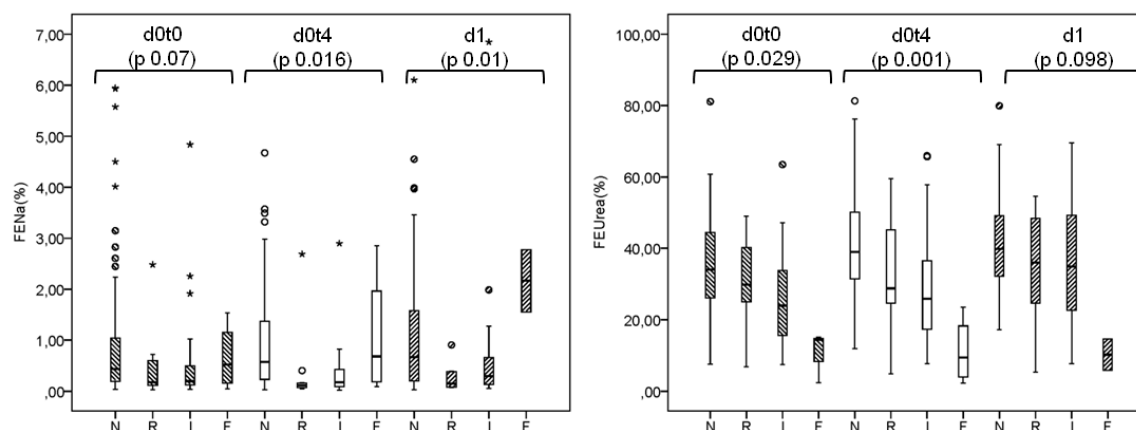 7,00
6,00
5,00
4,00
3,00
2,00
1,00
,00
FENa(%)
d0t0
(p 0.07)
d0t4
(p 0.016)
d1
(p 0.01)
N R I F N R I F N R I F
100,00
80,00
60,00
40,00
20,00
,00
FEUrea(%)
d0t0
(p 0.029)
d0t4
(p 0.001)
d1
(p 0.098)
N R I F N R I F N R I F